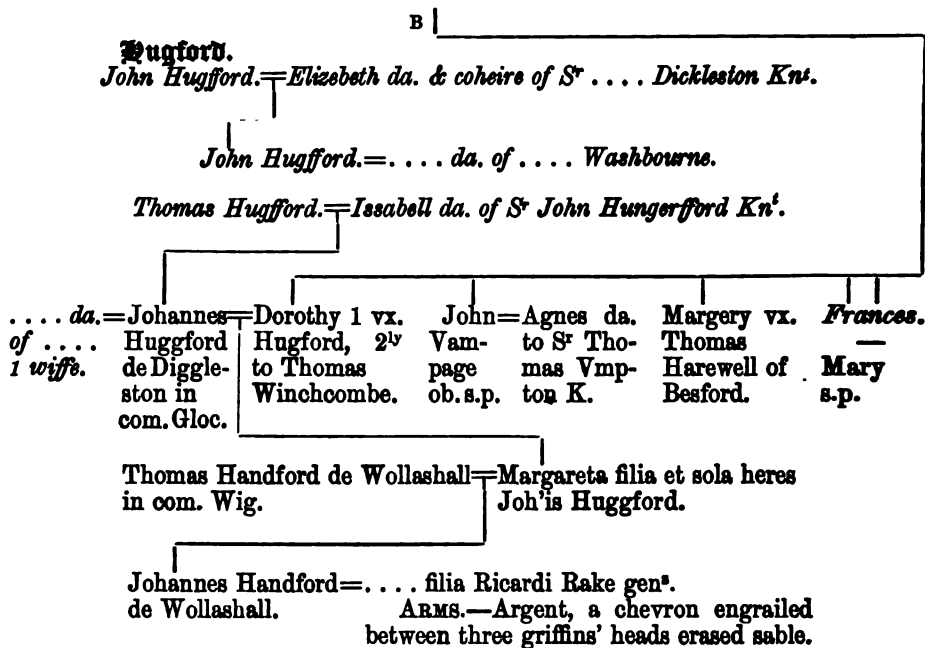 B
Hugford.
John Hugfford.=Elizebeth da. & coheire of Sʳ .... Dickleston Knᵗ.
John Hugfford.=.... da. of .... Washbourne.
Thomas Hugfford.=Issabell da. of Sʳ John Hungerfford Knᵗ.
.... da.=Johannes=Dorothy 1 vx. John=Agnes da. Margery vx. Frances.
of .... Huggford Hugford, 2ˡʸ Vam- to Sʳ Tho- Thomas —
1 wiffe. de Diggle- to Thomas page mas Vmp- Harewell of Mary
ston in Winchcombe. ob. s.p. ton K. Besford. s.p.
com. Gloc.
Thomas Handford de Wollashall=Margareta filia et sola heres
in com. Wig. Joh'is Huggford.
Johannes Handford=.... filia Ricardi Rake genˢ.
de Wollashall. ARMS.—Argent, a chevron engrailed
between three griffins' heads erased sable.